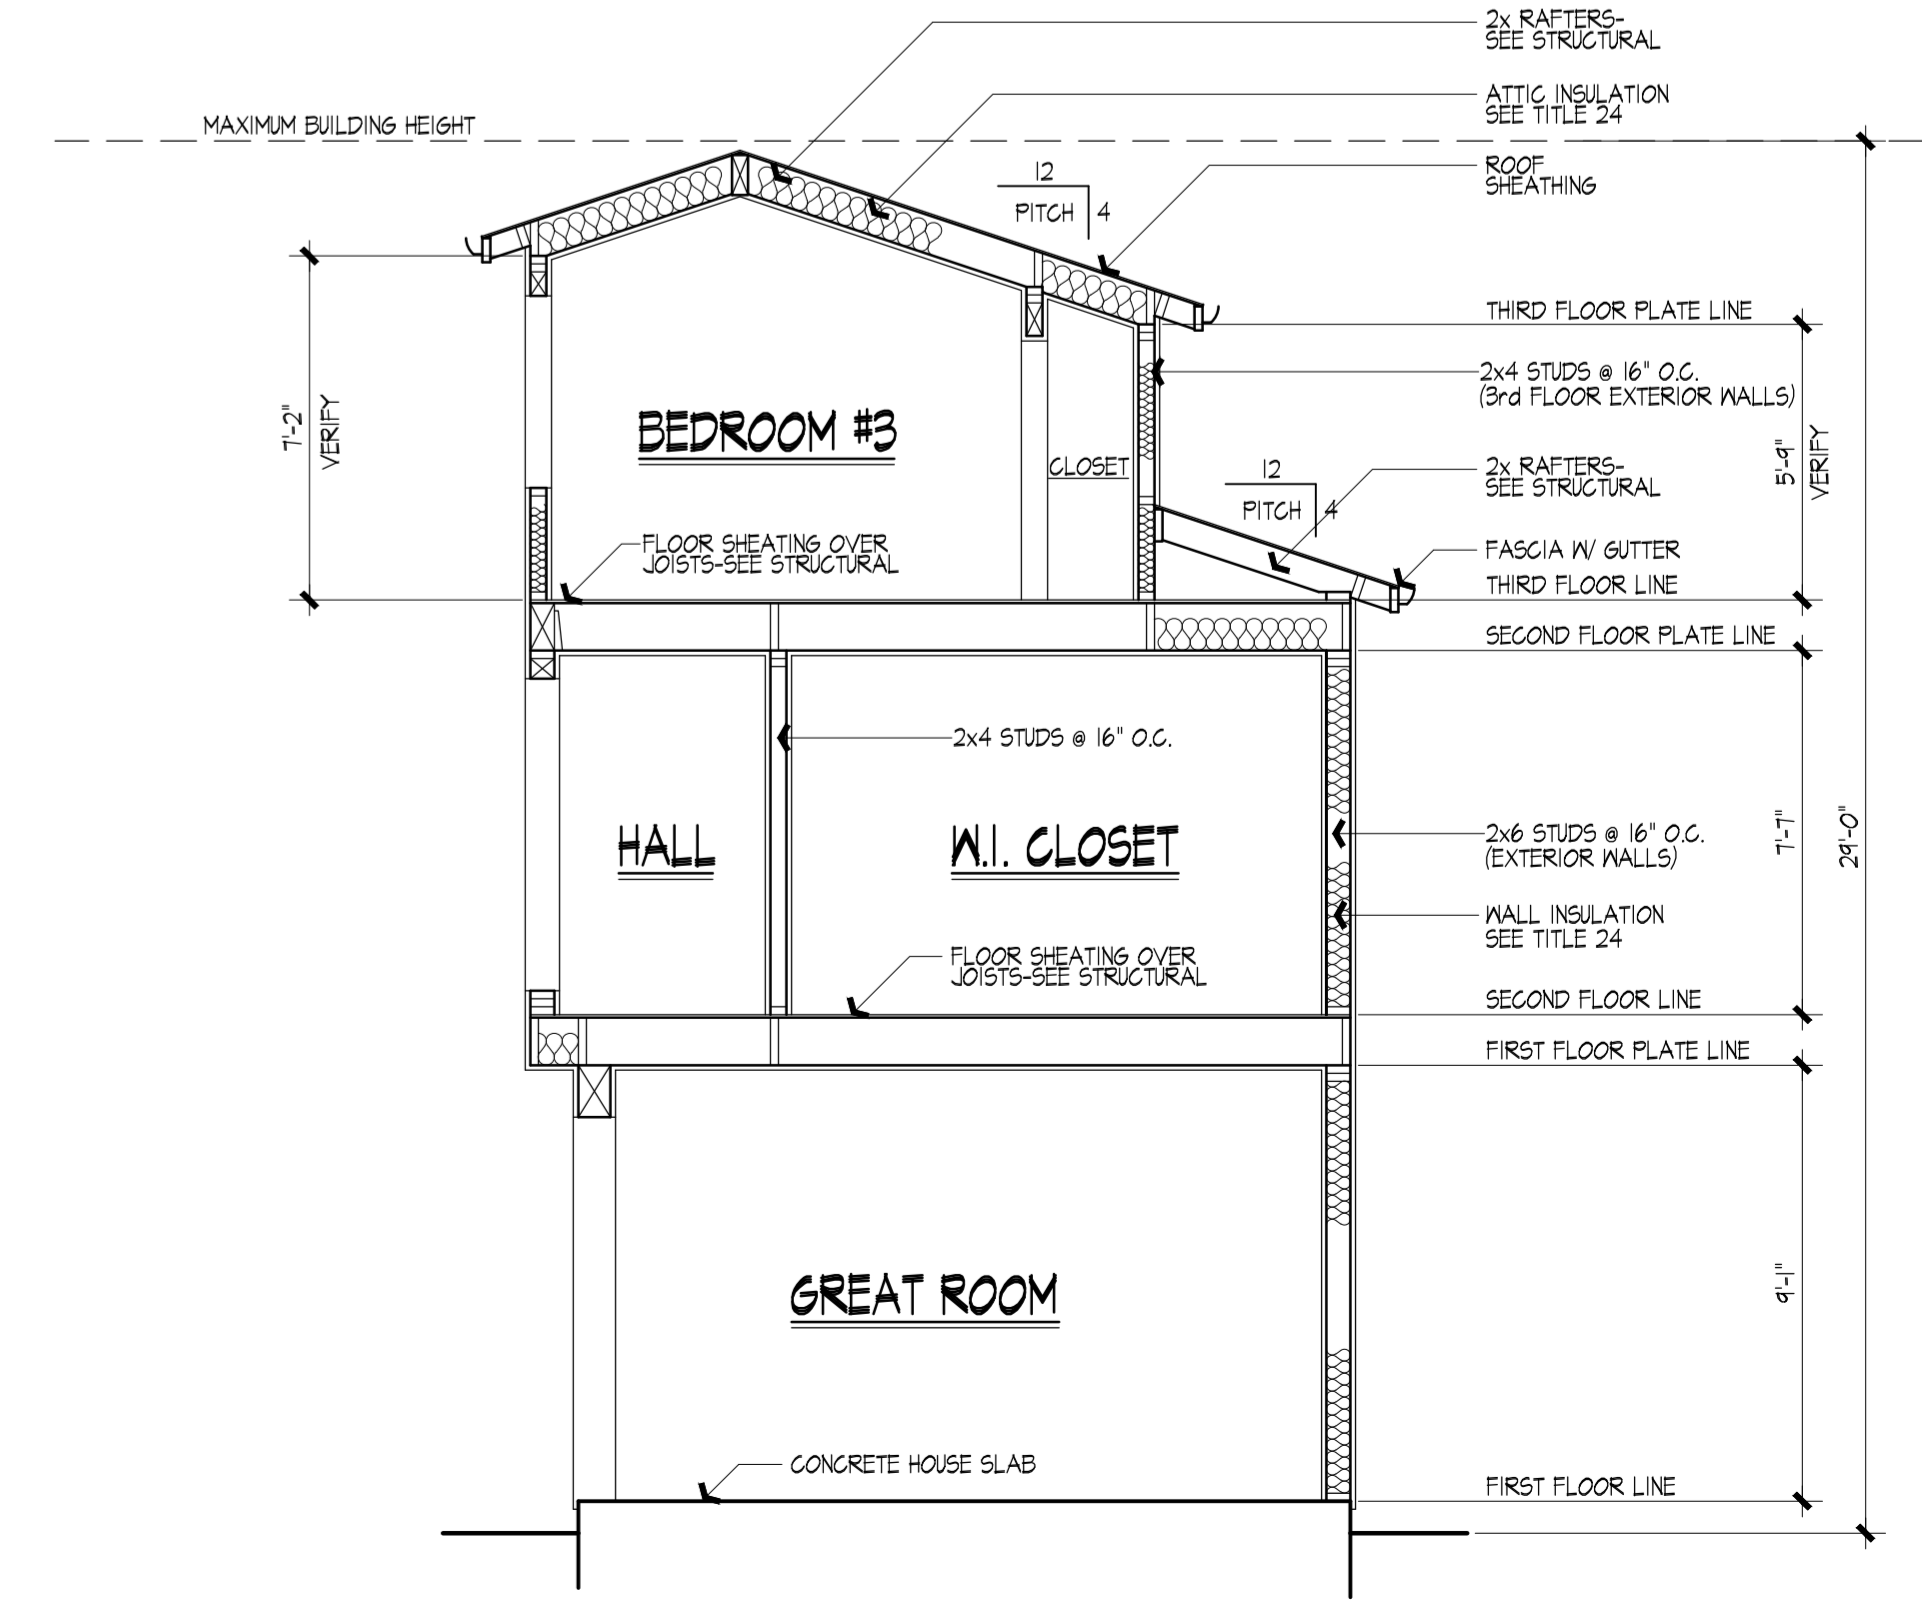 2x RAFTERS-
SEE STRUCTURAL
ATTIC INSULATION
SEE TITLE 24
MAXIMUM BUILDING HEIGHT
ROOF
SHEATHING
12
PITCH 4
THIRD FLOOR PLATE LINE
2x4 STUDS @ 16" O.C.
(3rd FLOOR EXTERIOR WALLS)
7'-2"
VERIFY
BEDROOM #3
CLOSET
12
PITCH 4
2x RAFTERS-
SEE STRUCTURAL
5'-9"
VERIFY
FLOOR SHEATING OVER
JOISTS-SEE STRUCTURAL
FASCIA W/ GUTTER
THIRD FLOOR LINE
SECOND FLOOR PLATE LINE
2x4 STUDS @ 16" O.C.
HALL
W.I. CLOSET
2x6 STUDS @ 16" O.C.
(EXTERIOR WALLS)
7'-7"
29'-0"
WALL INSULATION
SEE TITLE 24
FLOOR SHEATING OVER
JOISTS-SEE STRUCTURAL
SECOND FLOOR LINE
FIRST FLOOR PLATE LINE
GREAT ROOM
9'-1"
CONCRETE HOUSE SLAB
FIRST FLOOR LINE